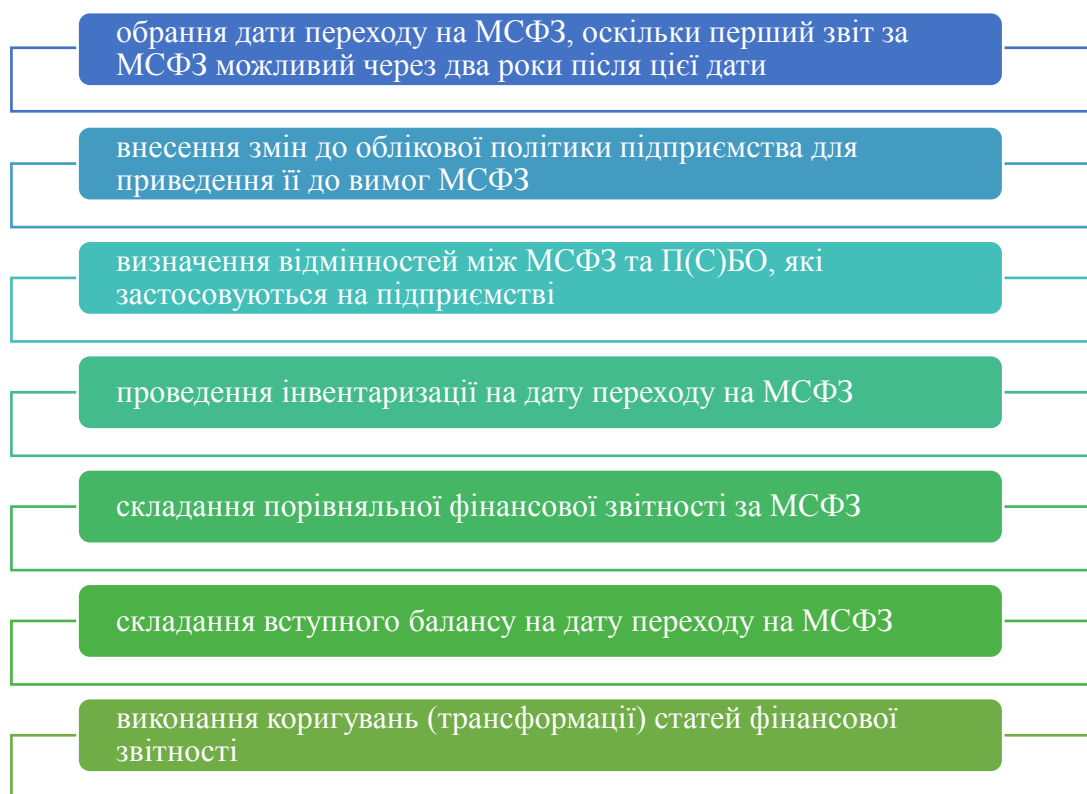 обрання дати переходу на МСФЗ, оскільки перший звіт за
МСФЗ можливий через два роки після цієї дати
внесення змін до облікової політики підприємства для
приведення її до вимог МСФЗ
визначення відмінностей між МСФЗ та П(С)БО, які
застосовуються на підприємстві
проведення інвентаризації на дату переходу на МСФЗ
складання порівняльної фінансової звітності за МСФЗ
складання вступного балансу на дату переходу на МСФЗ
виконання коригувань (трансформації) статей фінансової
звітності